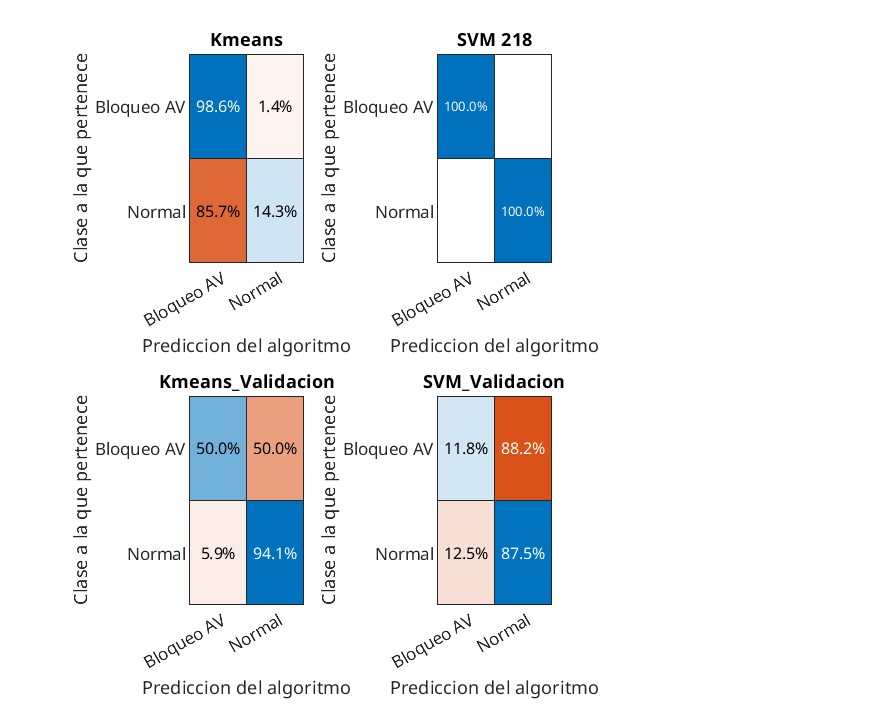 Kmeans
Clase a la que pertenece
Bloqueo AV
98.6%
1.4%
Normal
85.7%
14.3%
Bloqueo AV
Normal
Prediccion del algoritmo
SVM 218
Clase a la que pertenece
Bloqueo AV
100.0%
Normal
100.0%
Bloqueo AV
Normal
Prediccion del algoritmo
Kmeans_Validacion
Clase a la que pertenece
Bloqueo AV
50.0%
50.0%
Normal
5.9%
94.1%
Bloqueo AV
Normal
Prediccion del algoritmo
SVM_Validacion
Clase a la que pertenece
Bloqueo AV
11.8%
88.2%
Normal
12.5%
87.5%
Bloqueo AV
Normal
Prediccion del algoritmo